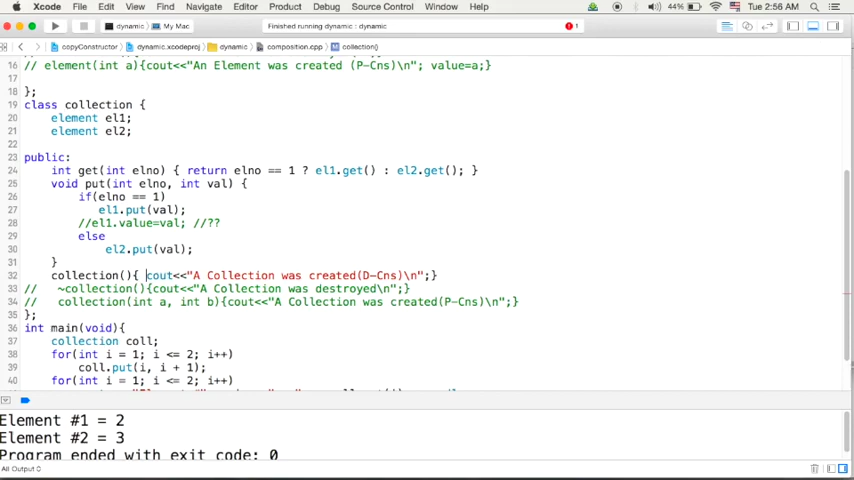 Xcode File Edit View Find Navigate Editor Product Debug Source Control Window Help 44% Tue 2:56 AM
dynamic My Mac Finished running dynamic : dynamic 1
copyConstructor dynamic.xcodeproj dynamic composition.cpp collection()
16 // element(int a){cout<<"An Element was created (P-Cns)\n"; value=a;}
17
18 };
19 class collection {
20 element el1;
21 element el2;
22
23 public:
24 int get(int elno) { return elno == 1 ? el1.get() : el2.get(); }
25 void put(int elno, int val) {
26 if(elno == 1)
27 el1.put(val);
28 //el1.value=val; //??
29 else
30 el2.put(val);
31 }
32 collection(){ cout<<"A Collection was created(D-Cns)\n";}
33 // ~collection(){cout<<"A Collection was destroyed\n";}
34 // collection(int a, int b){cout<<"A Collection was created(P-Cns)\n";}
35 };
36 int main(void){
37 collection coll;
38 for(int i = 1; i <= 2; i++)
39 coll.put(i, i + 1);
40 for(int i = 1; i <= 2; i++)
Element #1 = 2
Element #2 = 3
Program ended with exit code: 0
All Output